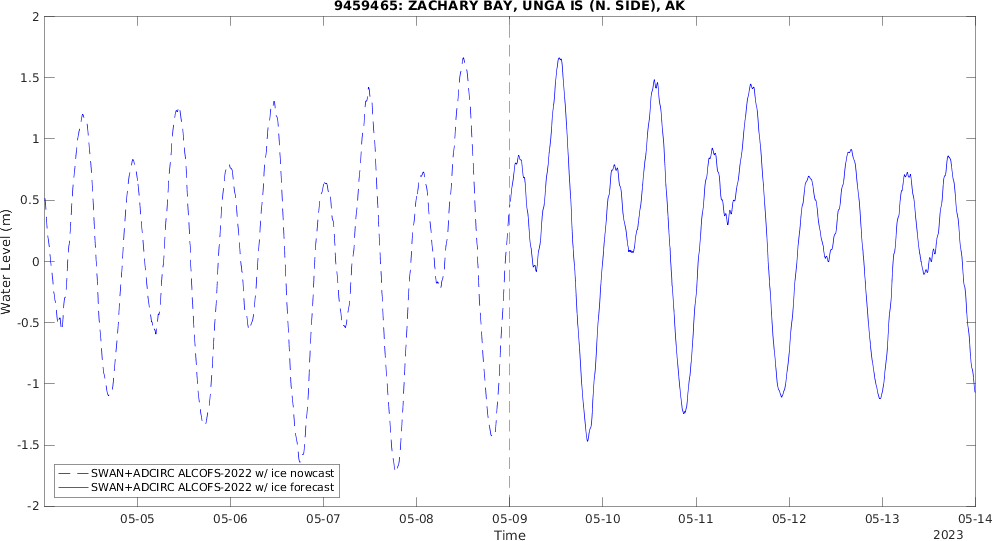 9459465: ZACHARY BAY, UNGA IS (N. SIDE), AK
2
1.5
1
0.5
0
-0.5
-1
-1.5
-2
Water Level (m)
SWAN+ADCIRC ALCOFS-2022 w/ ice nowcast
SWAN+ADCIRC ALCOFS-2022 w/ ice forecast
05-05 05-06 05-07 05-08 05-09 05-10 05-11 05-12 05-13 05-14
Time
2023